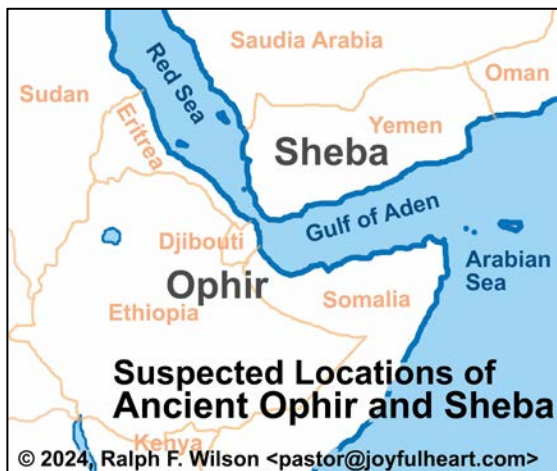 Saudia Arabia
Red Sea
Oman
Sudan
Eritrea
Yemen
Sheba
Gulf of Aden
Djibouti
Arabian
Sea
Ophir
Somalia
Ethiopia
Suspected Locations of
Ancient Ophir and Sheba
Kehya
© 2024, Ralph F. Wilson <pastor@joyfulheart.com>